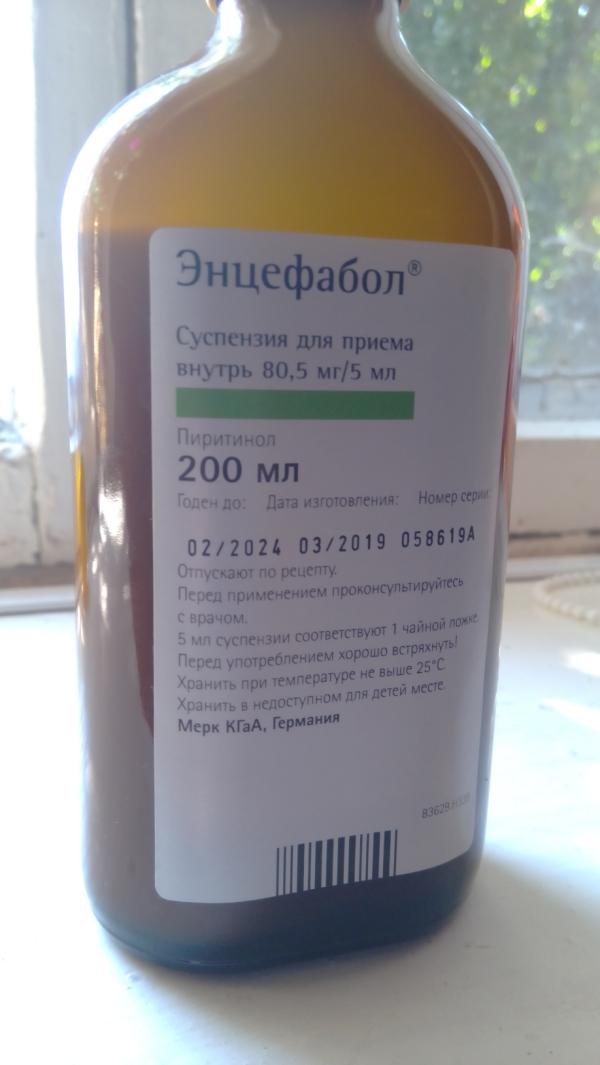 Энцефабол®
Суспензия для приема
внутрь 80,5 мг/5 мл
Пиритинол
200 мл
Годен до: Дата изготовления: Номер серии:
02/2024 03/2019 058619A
Отпускают по рецепту.
Перед применением проконсультируйтесь
с врачом.
5 мл суспензии соответствуют 1 чайной ложке.
Перед употреблением хорошо встряхнуть!
Хранить при температуре не выше 25°C.
Хранить в недоступном для детей месте.
Мерк КГаА, Германия